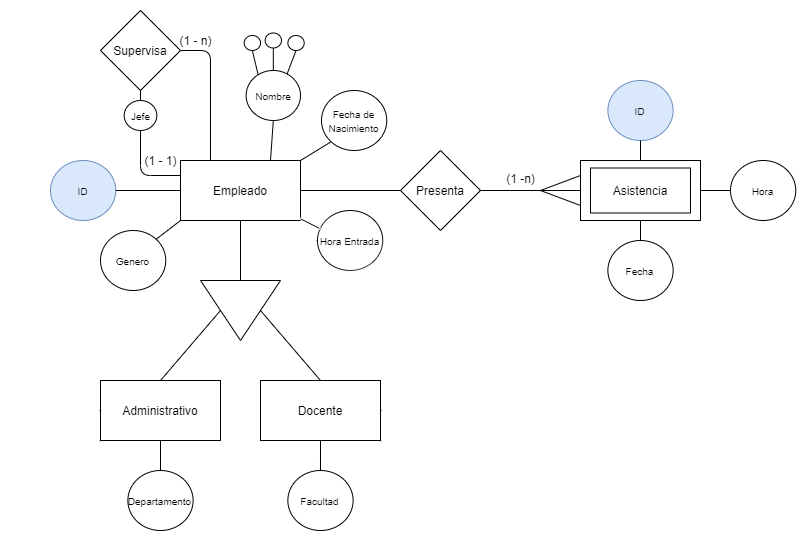 Supervisa
(1 - n)
Jefe
(1 - 1)
Nombre
Fecha de
Nacimiento
ID
Empleado
Presenta
(1 -n)
ID
Asistencia
Hora
Genero
Hora Entrada
Fecha
Administrativo
Docente
Departamento
Facultad